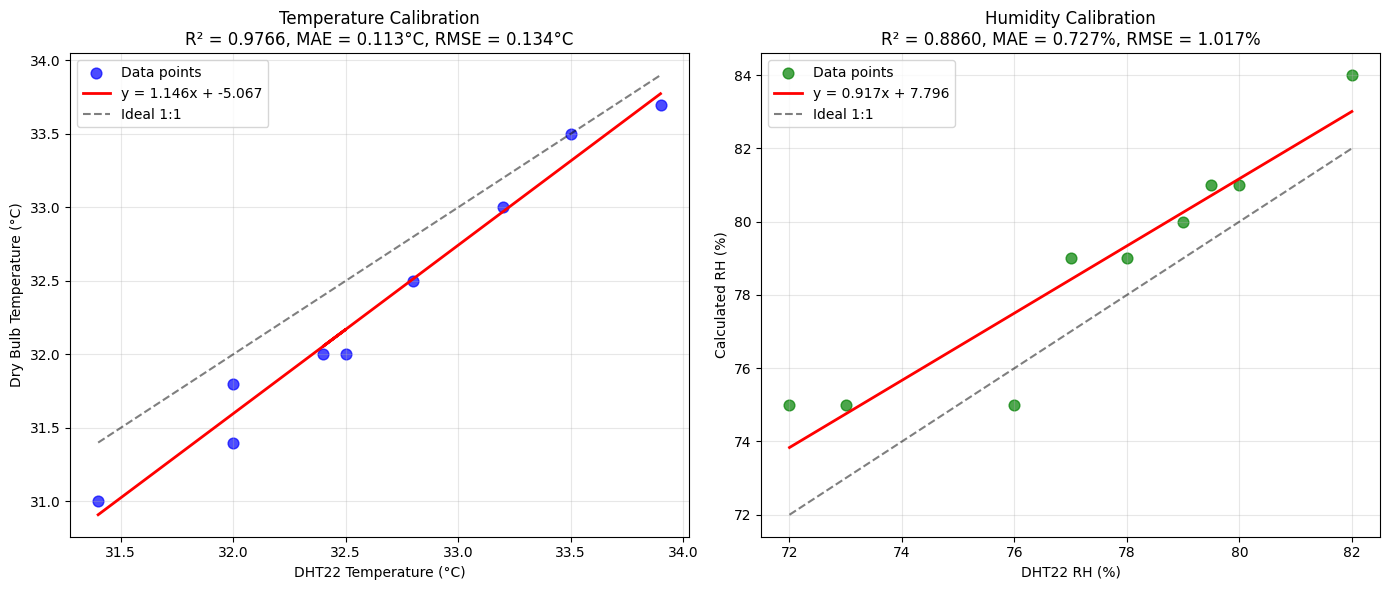 Temperature Calibration
R² = 0.9766, MAE = 0.113°C, RMSE = 0.134°C
Data points
y = 1.146x + -5.067
Ideal 1:1
34.0
33.5
33.0
32.5
32.0
31.5
31.0
Dry Bulb Temperature (°C)
31.5 32.0 32.5 33.0 33.5 34.0
DHT22 Temperature (°C)
Humidity Calibration
R² = 0.8860, MAE = 0.727%, RMSE = 1.017%
Data points
y = 0.917x + 7.796
Ideal 1:1
84
82
80
78
76
74
72
Calculated RH (%)
72 74 76 78 80 82
DHT22 RH (%)